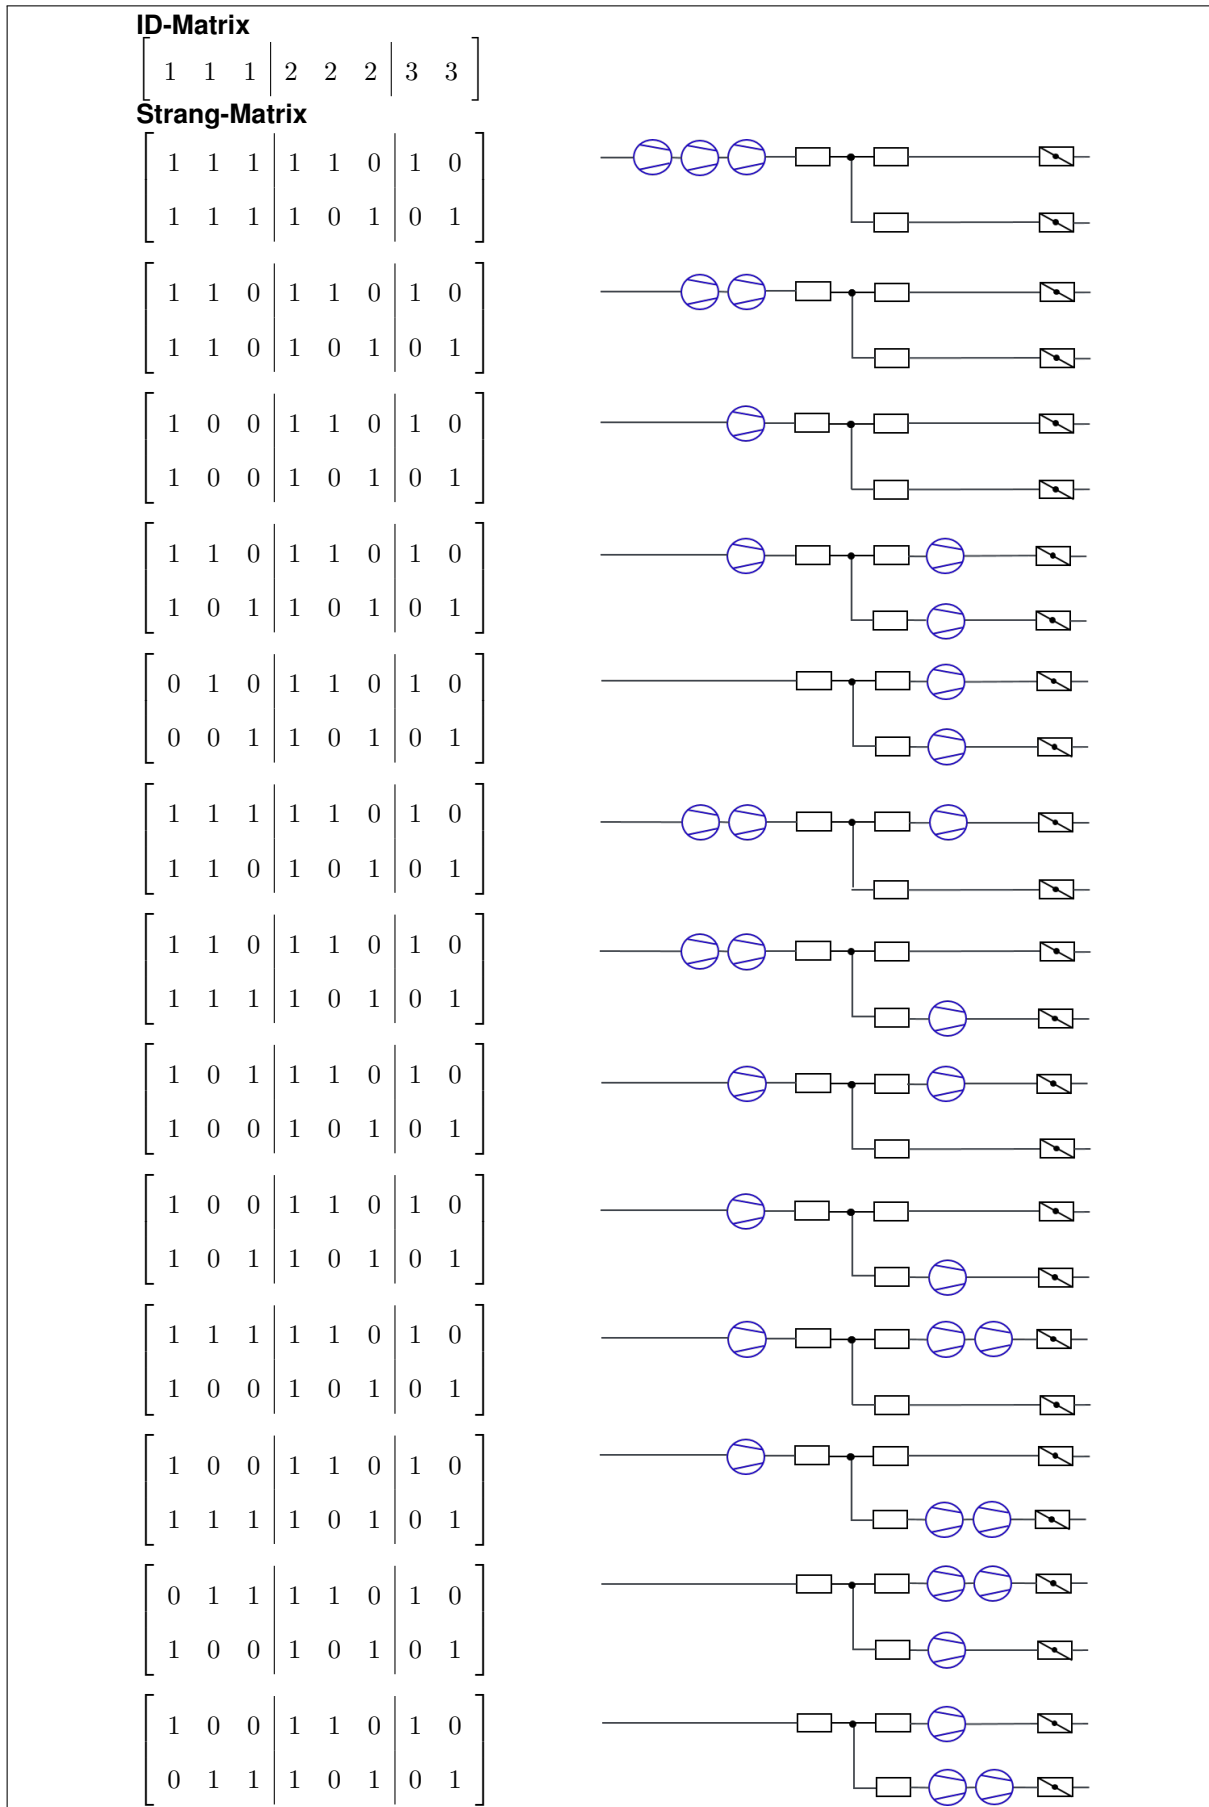 ID-Matrix
1 1 1 2 2 2 3 3
Strang-Matrix
1 1 1 1 1 0 1 0
1 1 1 1 0 1 0 1
1 1 0 1 1 0 1 0
1 1 0 1 0 1 0 1
1 0 0 1 1 0 1 0
1 0 0 1 0 1 0 1
1 1 0 1 1 0 1 0
1 0 1 1 0 1 0 1
0 1 0 1 1 0 1 0
0 0 1 1 0 1 0 1
1 1 1 1 1 0 1 0
1 1 0 1 0 1 0 1
1 1 0 1 1 0 1 0
1 1 1 1 0 1 0 1
1 0 1 1 1 0 1 0
1 0 0 1 0 1 0 1
1 0 0 1 1 0 1 0
1 0 1 1 0 1 0 1
1 1 1 1 1 0 1 0
1 0 0 1 0 1 0 1
1 0 0 1 1 0 1 0
1 1 1 1 0 1 0 1
0 1 1 1 1 0 1 0
1 0 0 1 0 1 0 1
1 0 0 1 1 0 1 0
0 1 1 1 0 1 0 1